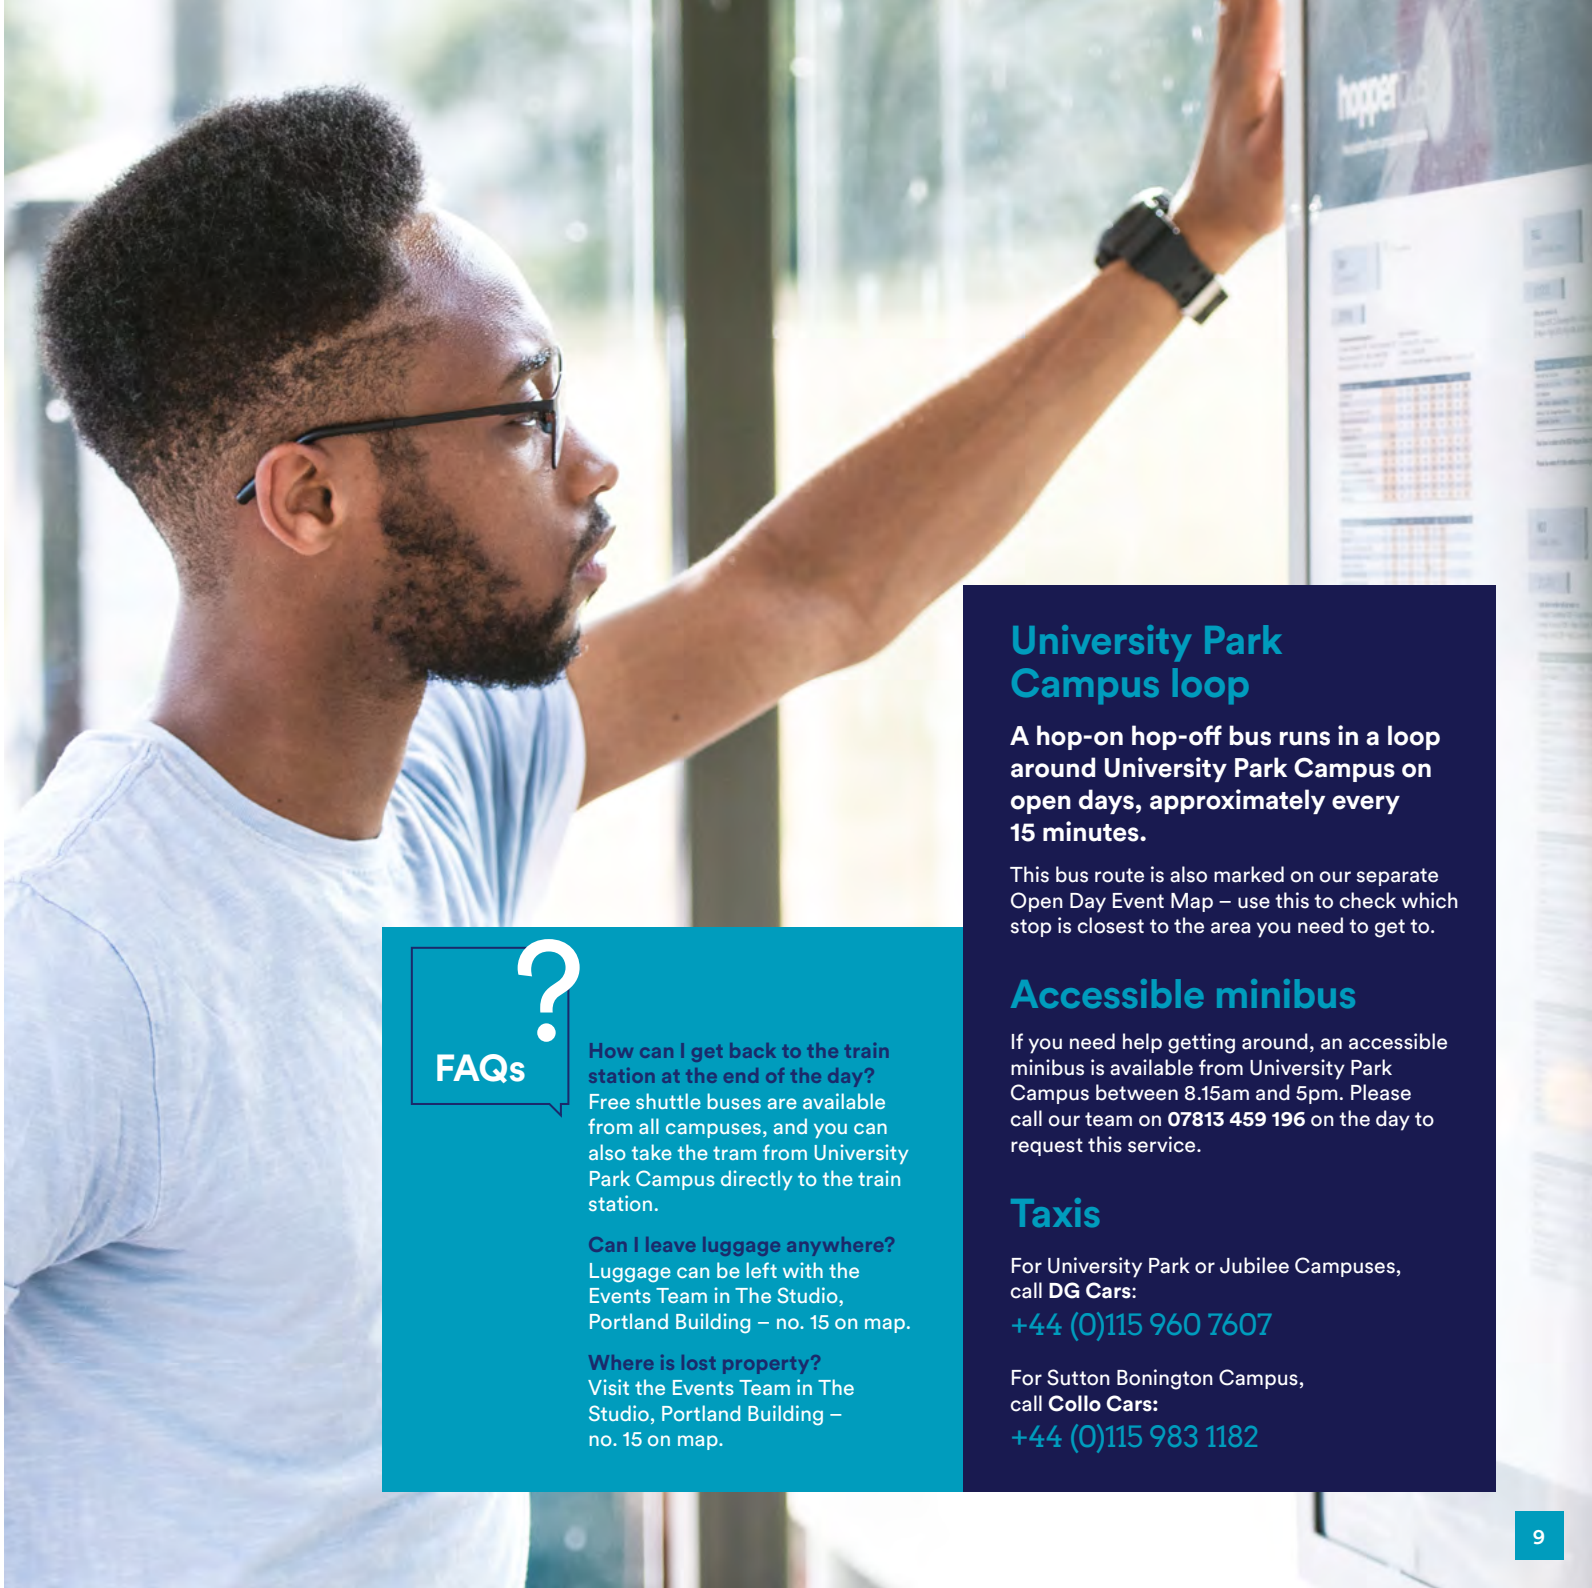 hopper
University Park
Campus loop
A hop-on hop-off bus runs in a loop
around University Park Campus on
open days, approximately every
15 minutes.
This bus route is also marked on our separate
Open Day Event Map – use this to check which
stop is closest to the area you need to get to.
Accessible minibus
If you need help getting around, an accessible
minibus is available from University Park
Campus between 8.15am and 5pm. Please
call our team on 07813 459 196 on the day to
request this service.
Taxis
For University Park or Jubilee Campuses,
call DG Cars:
+44 (0)115 960 7607
For Sutton Bonington Campus,
call Collo Cars:
+44 (0)115 983 1182
?
FAQs
How can I get back to the train
station at the end of the day?
Free shuttle buses are available
from all campuses, and you can
also take the tram from University
Park Campus directly to the train
station.
Can I leave luggage anywhere?
Luggage can be left with the
Events Team in The Studio,
Portland Building – no. 15 on map.
Where is lost property?
Visit the Events Team in The
Studio, Portland Building –
no. 15 on map.
9